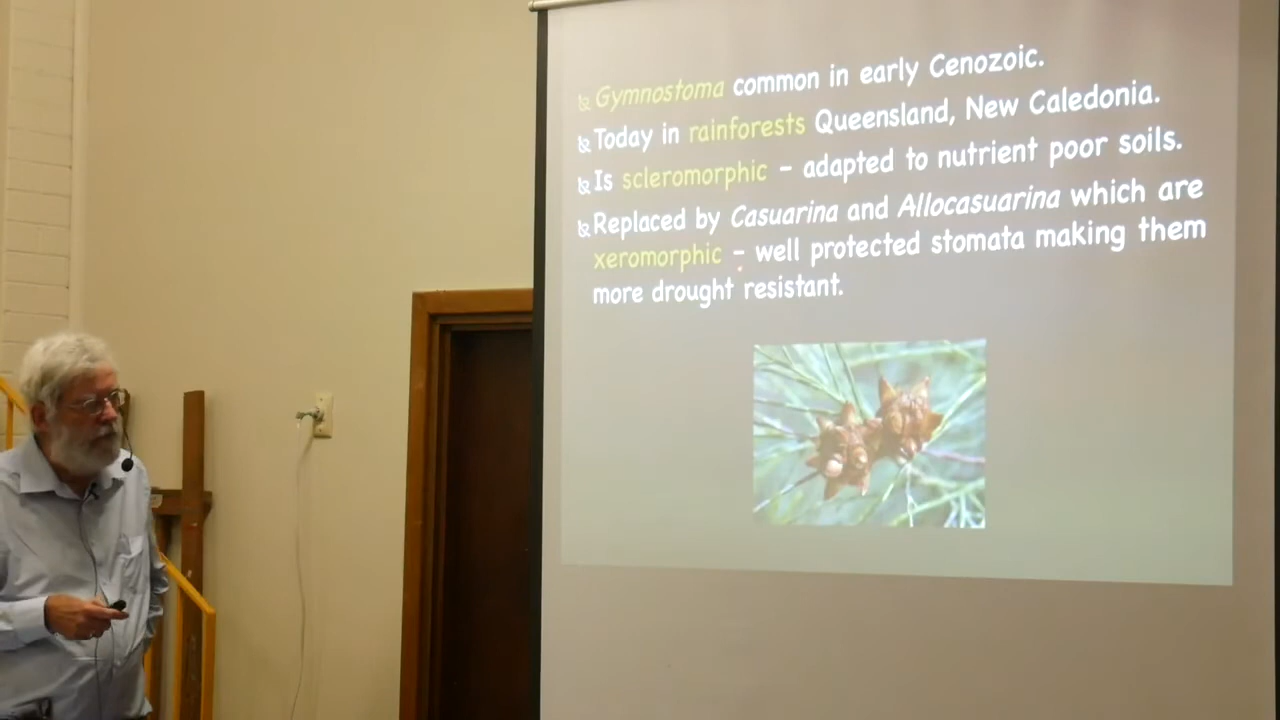 Gymnostoma common in early Cenozoic.
Today in rainforests Queensland, New Caledonia.
Is scleromorphic – adapted to nutrient poor soils.
Replaced by Casuarina and Allocasuarina which are
xeromorphic – well protected stomata making them
more drought resistant.